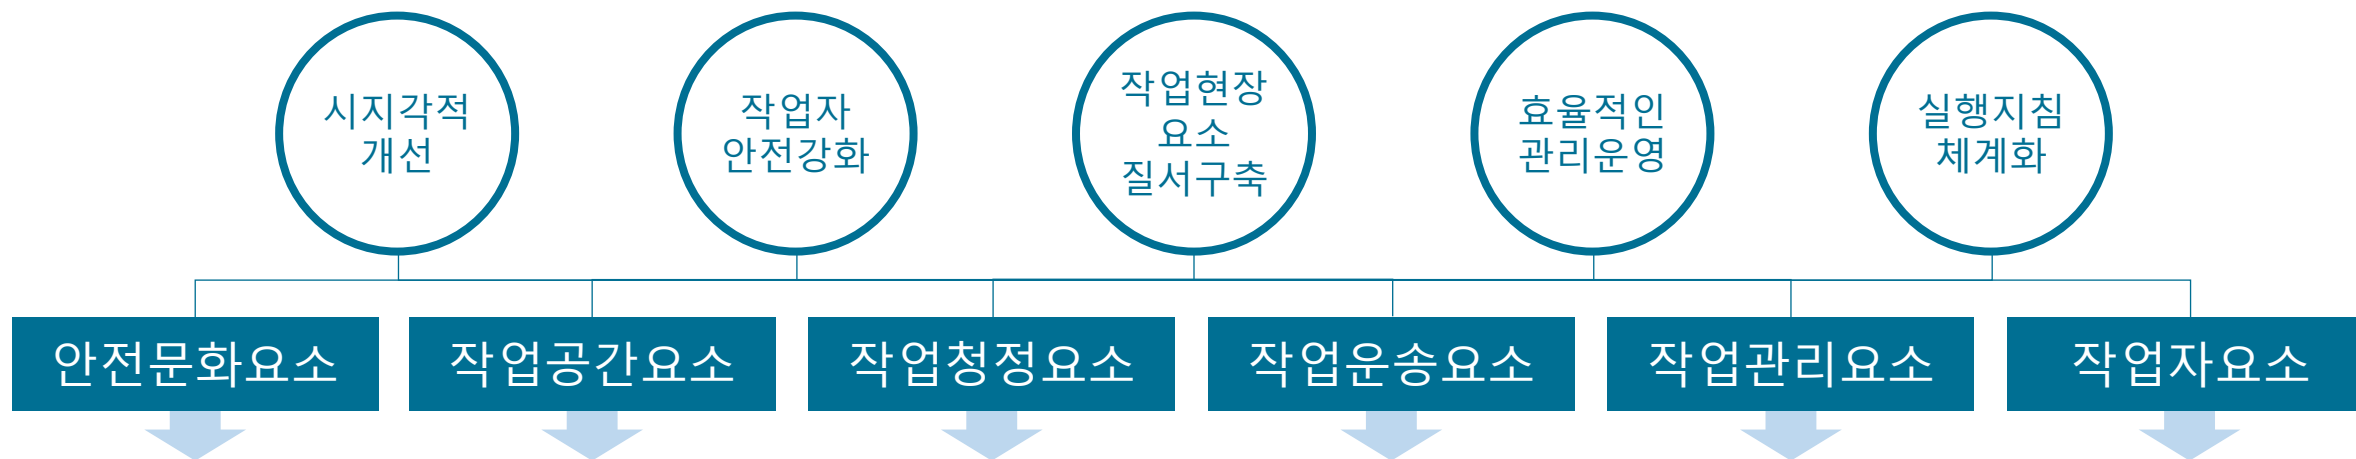 시지각적
개선
작업자
안전강화
작업현장
요소
질서구축
효율적인
관리운영
실행지침
체계화
안전문화요소
작업공간요소
작업청정요소
작업운송요소
작업관리요소
작업자요소